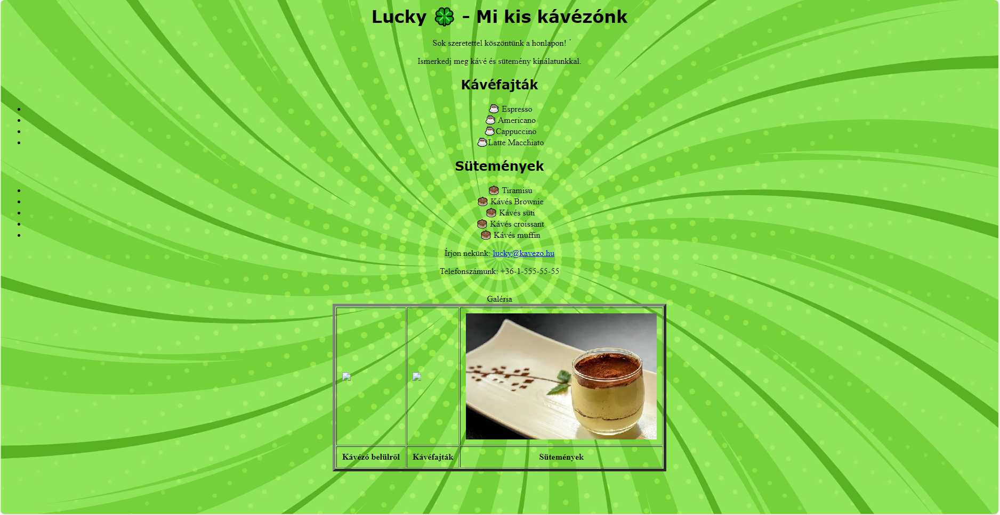 Lucky 🍀 - Mi kis kávézónk
Sok szeretettel köszöntünk a honlapon!
Ismerkedj meg kávé és sütemény kínálatunkkal.
Kávéfajták
• ☕ Espresso
• ☕ Americano
• ☕Cappuccino
• ☕Latte Macchiato
Sütemények
• Tiramisu
• Kávés Brownie
• Kávés süti
• Kávés croissant
• Kávés muffin
Írjon nekünk: lucky@kavezo.hu
Telefonszámunk: +36-1-555-55-55
Galéria
Kávézó belülről Kávéfajták Sütemények